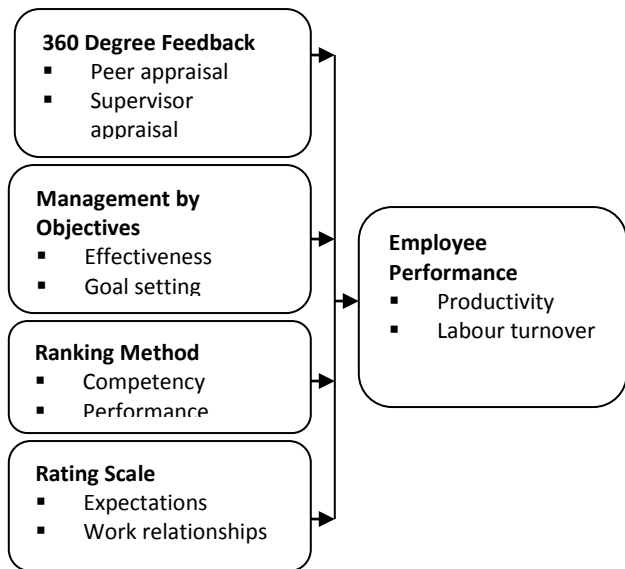 360 Degree Feedback
▪ Peer appraisal
▪ Supervisor
appraisal
Management by
Objectives
▪ Effectiveness
▪ Goal setting
Ranking Method
▪ Competency
▪ Performance
Rating Scale
▪ Expectations
▪ Work relationships
Employee
Performance
▪ Productivity
▪ Labour turnover